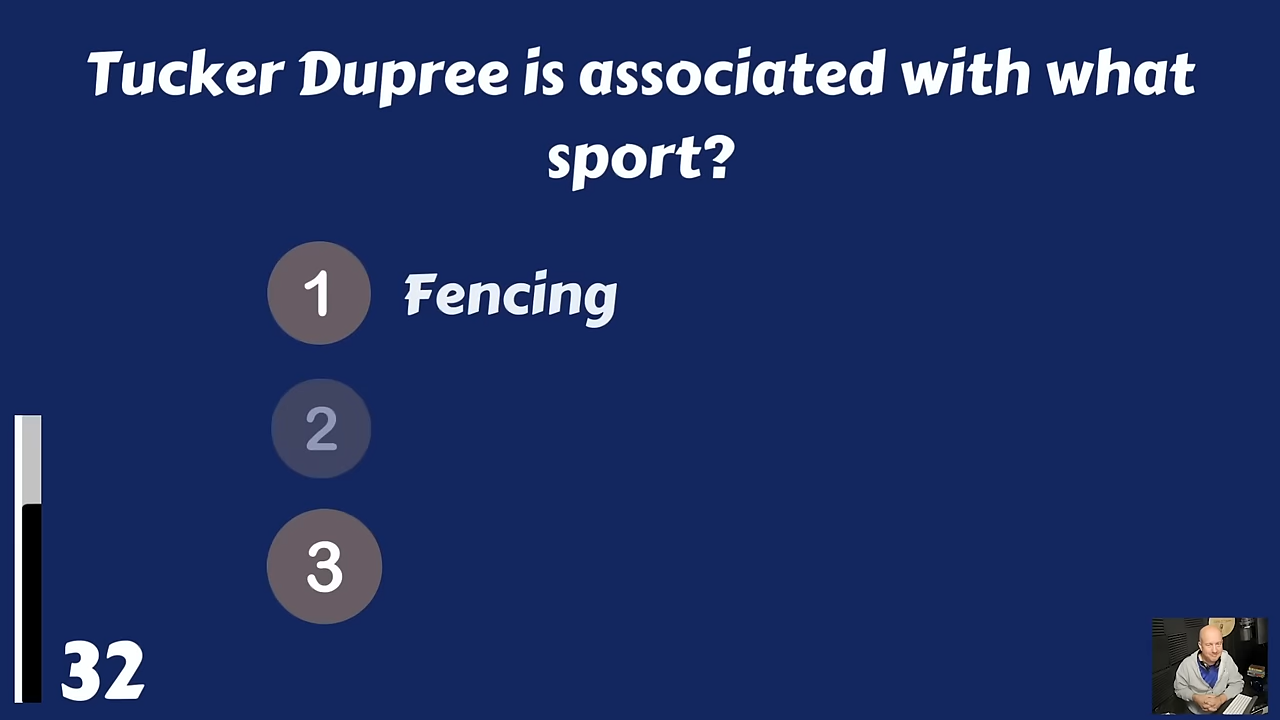 Tucker Dupree is associated with what
sport?
1 Fencing
2
3
32